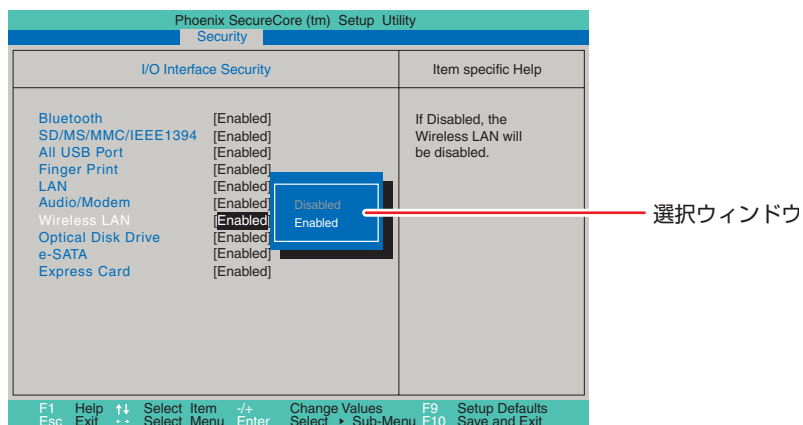 Phoenix SecureCore (tm) Setup Utility
Security
I/O Interface Security
Item specific Help
Bluetooth [Enabled]
SD/MS/MMC/IEEE1394 [Enabled]
All USB Port [Enabled]
Finger Print [Enabled]
LAN [Enabled]
Audio/Modem [Enabled]
Wireless LAN [Enabled]
Optical Disk Drive [Enabled]
e-SATA [Enabled]
Express Card [Enabled]
Disabled
Enabled
If Disabled, the
Wireless LAN will
be disabled.
選択ウィンドウ
F1 Help ↑↓ Select Item -/+ Change Values F9 Setup Defaults
Esc Exit ←→ Select Menu Enter Select ▸ Sub-Menu F10 Save and Exit